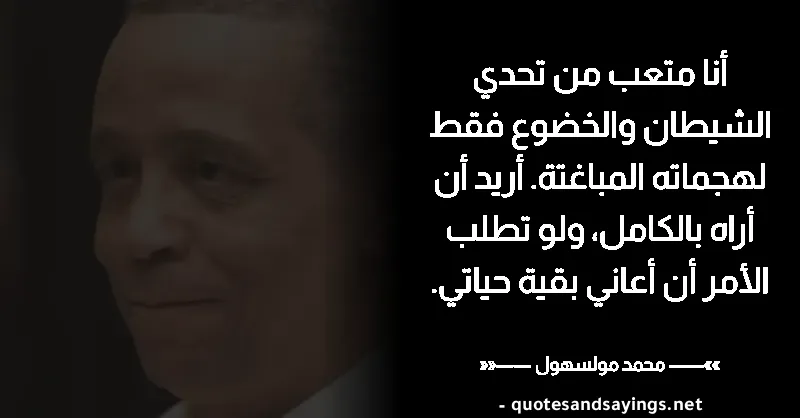 أنا متعب من تحدي
الشيطان والخضوع فقط
لهجماته المباغتة. أريد أن
أراه بالكامل، ولو تطلب
الأمر أن أعاني بقية حياتي.
»»—— محمد مولسهول ——««
- quotesandsayings.net